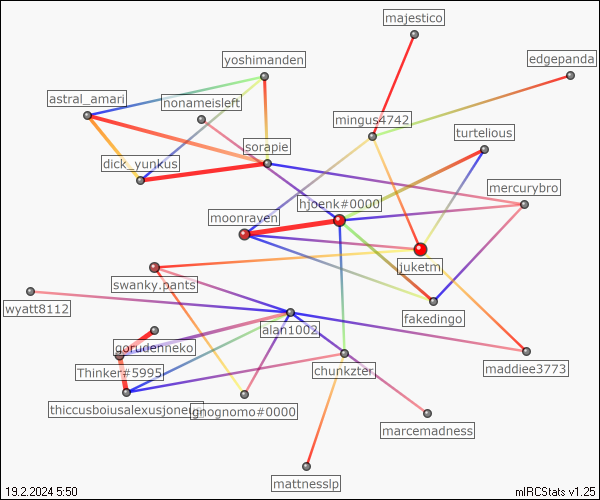 majestico
yoshimanden
edgepanda
astral_amari
nonameisleft
mingus4742
turtelious
dick_yunkus
sorapie
mercurybro
hjoenk#0000
moonraven
juketm
swanky.pants
wyatt8112
fakedingo
alan1002
gorudenneko
maddiee3773
Thinker#5995
chunkzter
thiccusboiusalexusjone
gnognomo#0000
marcemadness
mattnesslp
19.2.2024 5:50
mIRCStats v1.25